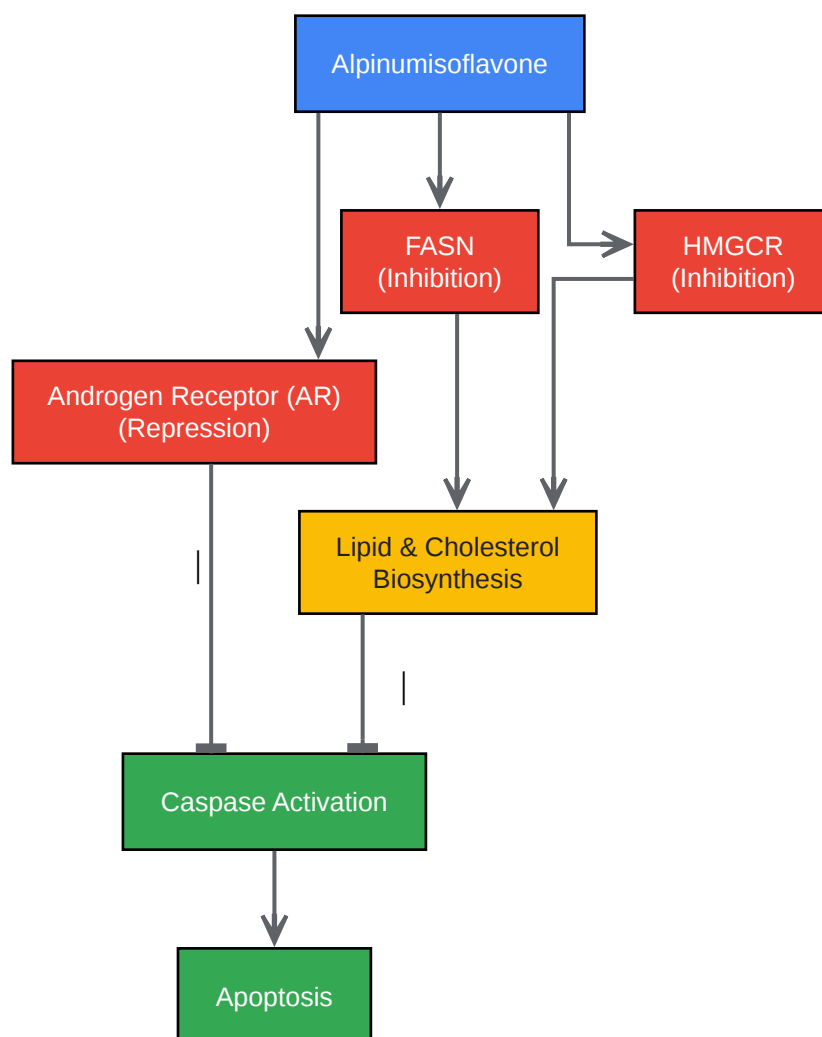 Alpinumisoflavone
FASN
(Inhibition)
HMGCR
(Inhibition)
Androgen Receptor (AR)
(Repression)
Lipid & Cholesterol
Biosynthesis
|
|
Caspase Activation
Apoptosis